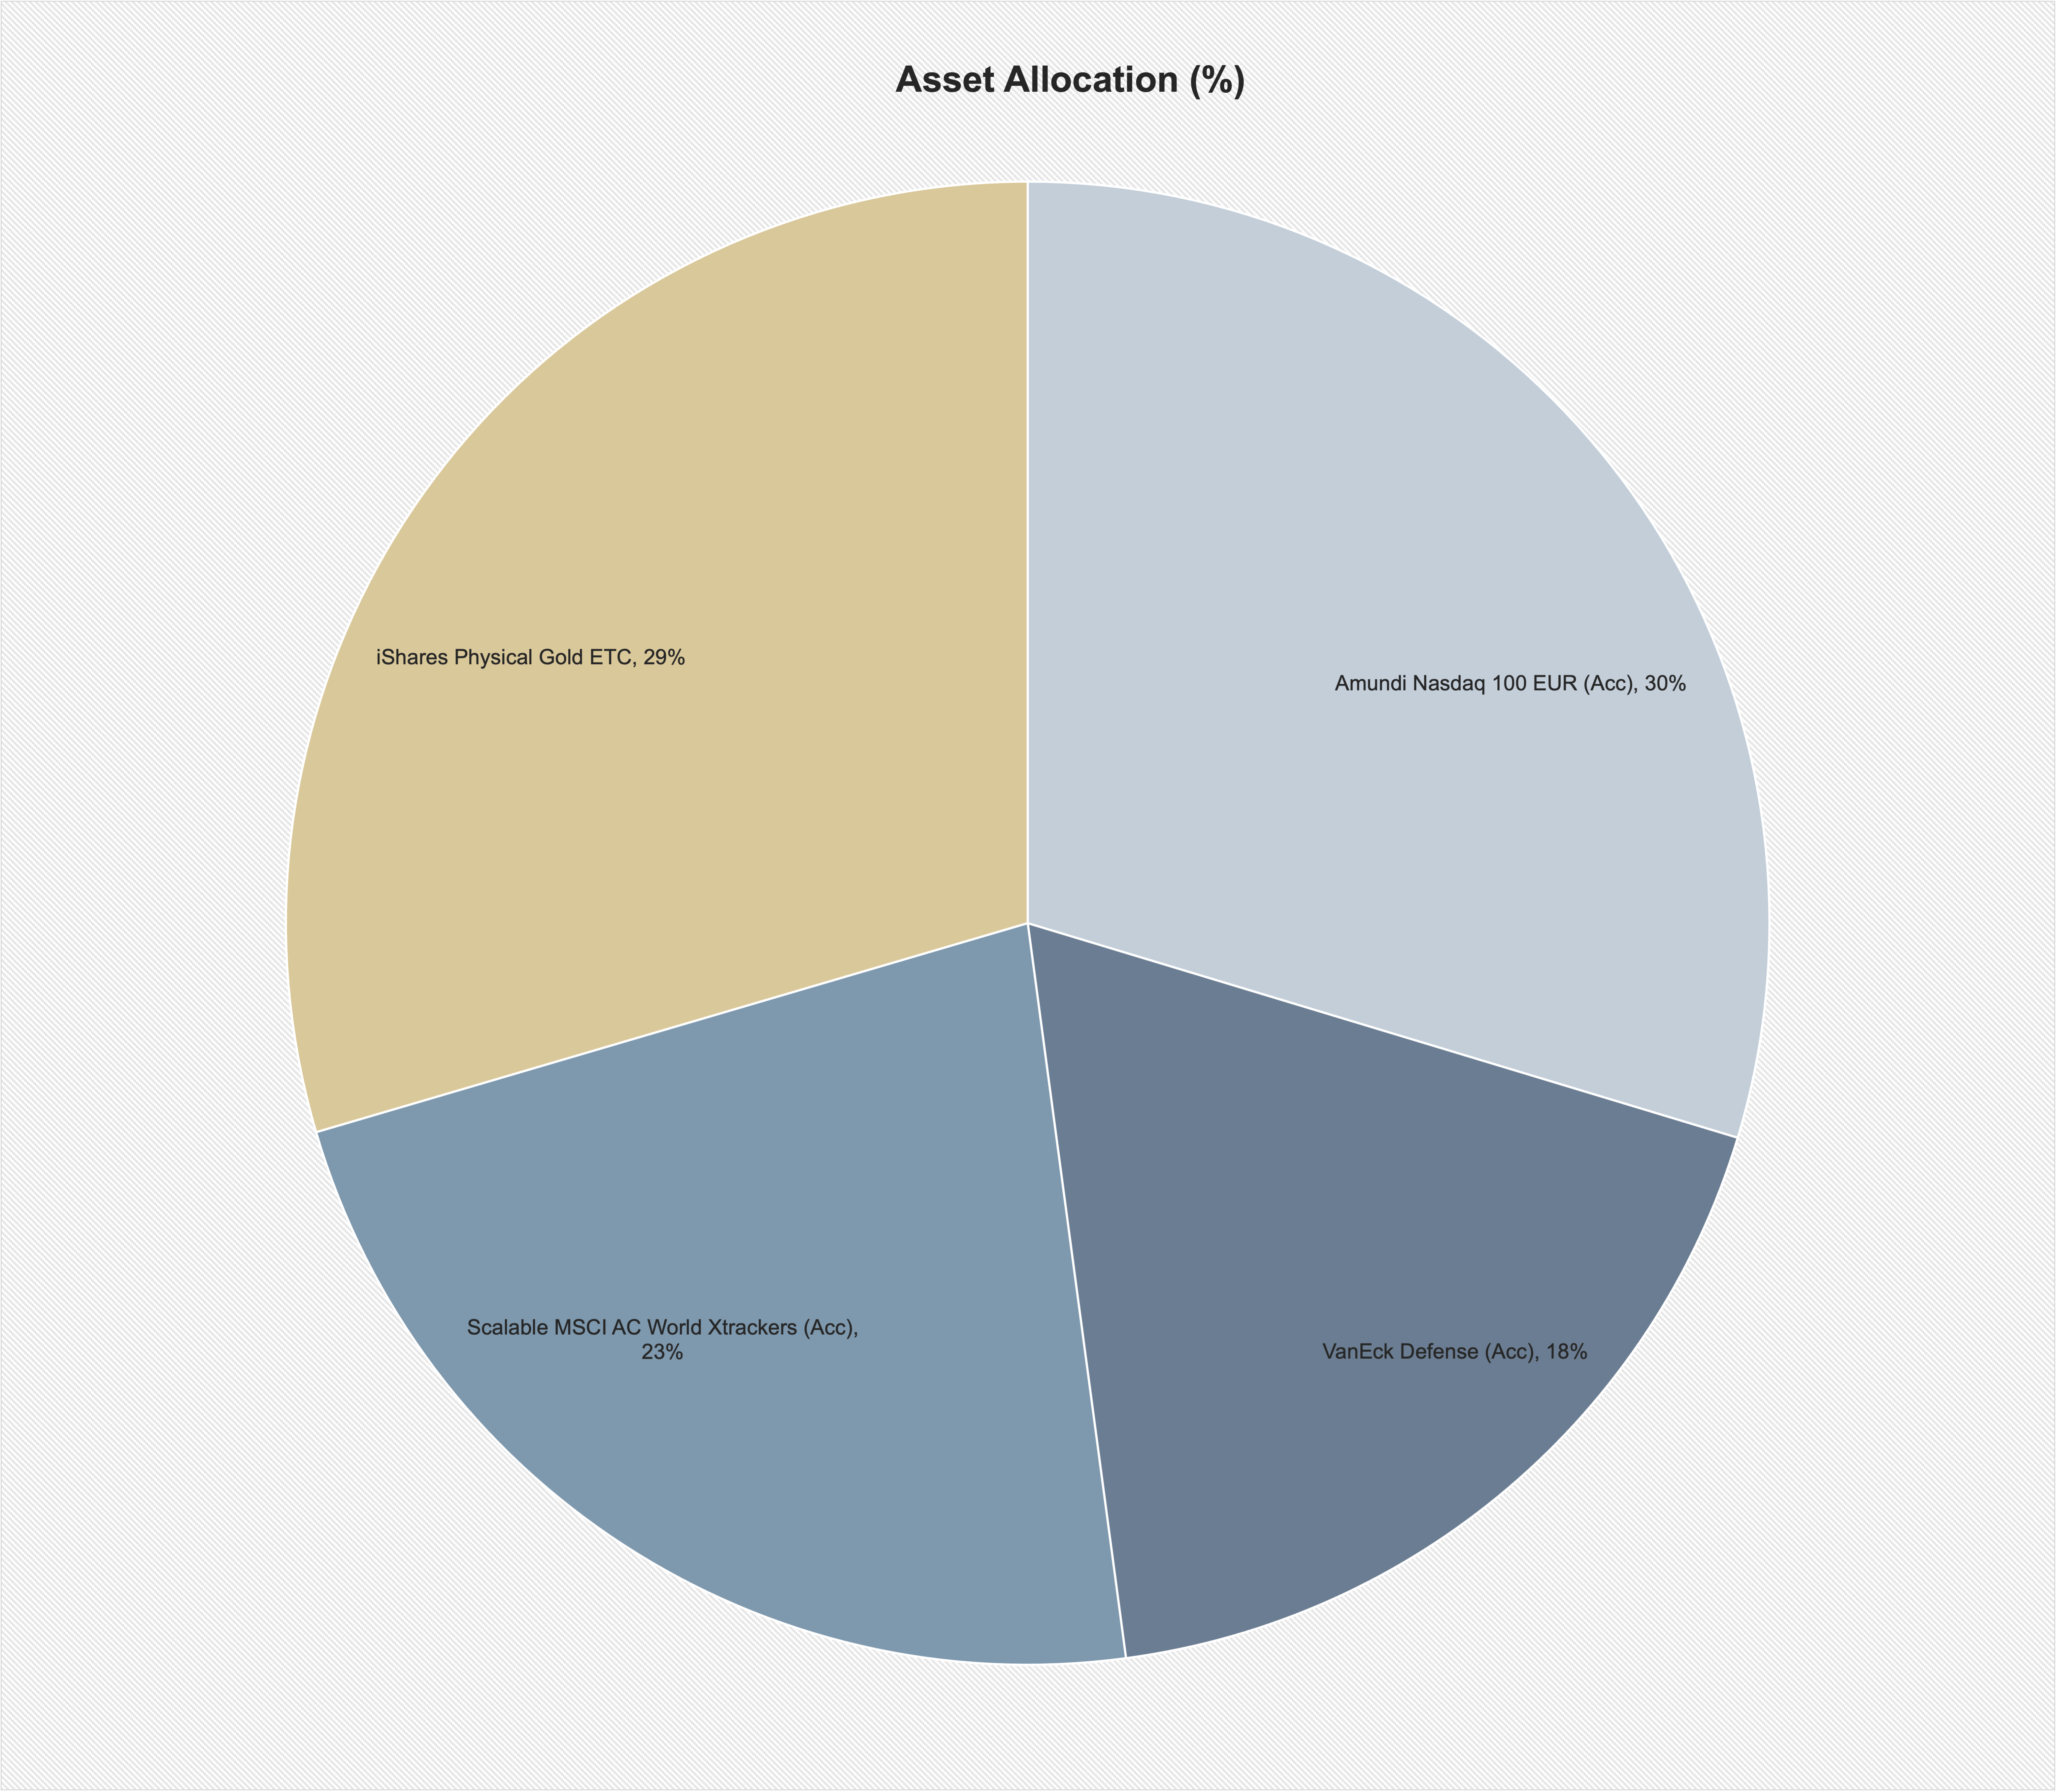 Asset Allocation (%)
iShares Physical Gold ETC, 29%
Amundi Nasdaq 100 EUR (Acc), 30%
Scalable MSCI AC World Xtrackers (Acc),
23%
VanEck Defense (Acc), 18%